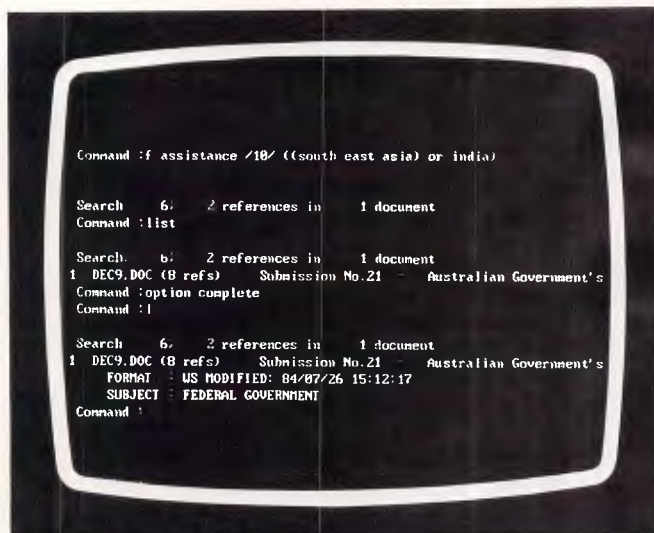 Command :f assistance /10/ ((south east asia) or india)
Search 6: 2 references in 1 document
Command :list
Search 6: 2 references in 1 document
1 DEC9.DOC (8 refs) Submission No.21 - Australian Government's
Command :option complete
Command :l
Search 6: 2 references in 1 document
1 DEC9.DOC (8 refs) Submission No.21 - Australian Government's
FORMAT : WS MODIFIED: 84/07/26 15:12:17
SUBJECT : FEDERAL GOVERNMENT
Command :